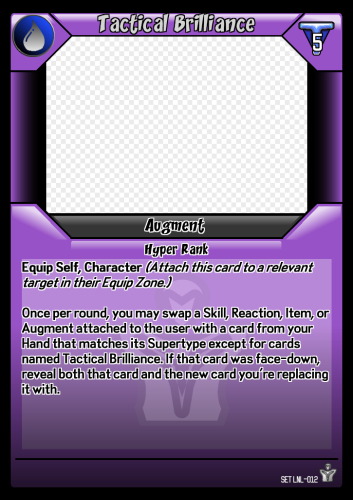 Tactical Brilliance
5
Augment
Hyper Rank
Equip Self, Character (Attach this card to a relevant
target in their Equip Zone.)
Once per round, you may swap a Skill, Reaction, Item, or
Augment attached to the user with a card from your
Hand that matches its Supertype except for cards
named Tactical Brilliance. If that card was face-down,
reveal both that card and the new card you're replacing
it with.
SET LNL-012